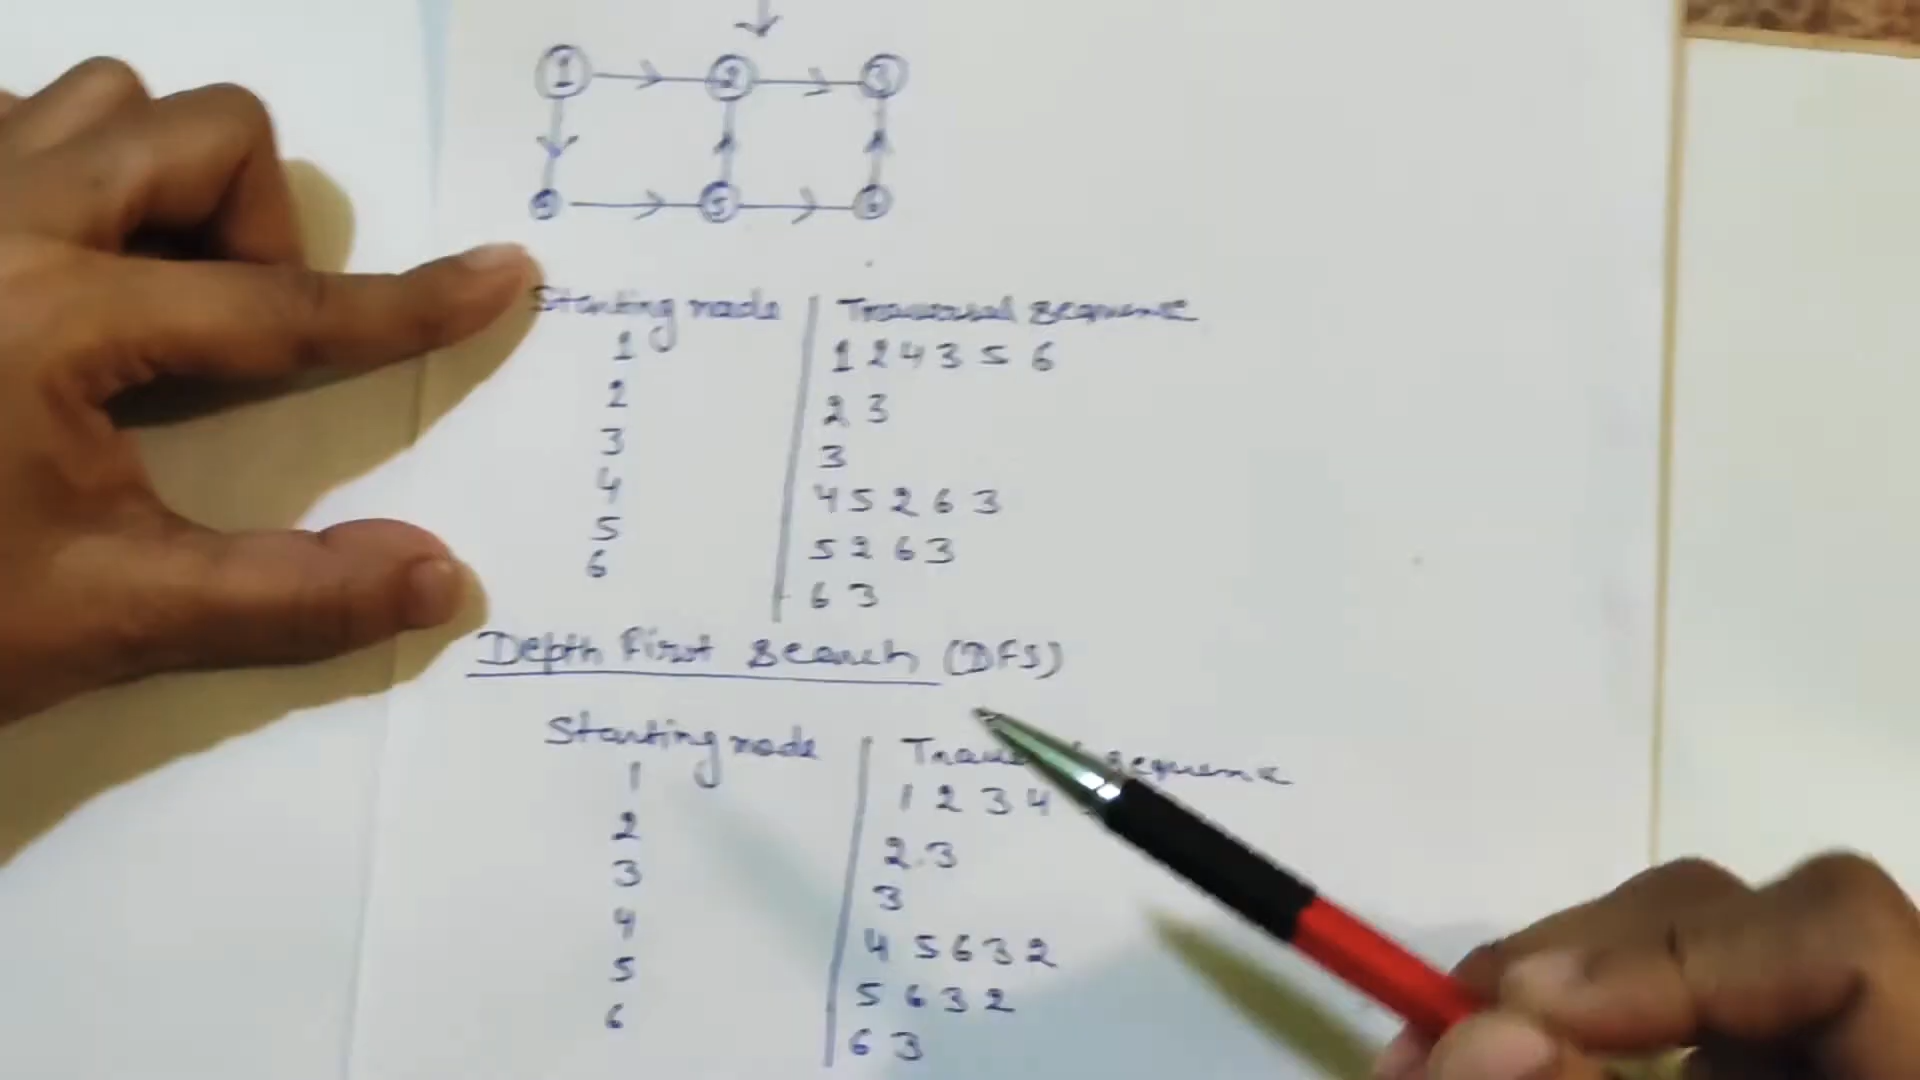 1 2 3
5 6
Starting node | Traversal sequence
1 1 2 4 3 5 6
2 2 3
3 3
4 4 5 2 6 3
5 5 2 6 3
6 6 3
Depth First Search (DFS)
Starting node | sequence
1 1 2 3 4
2 2 3
3 3
4 4 5 6 3 2
5 5 6 3 2
6 6 3